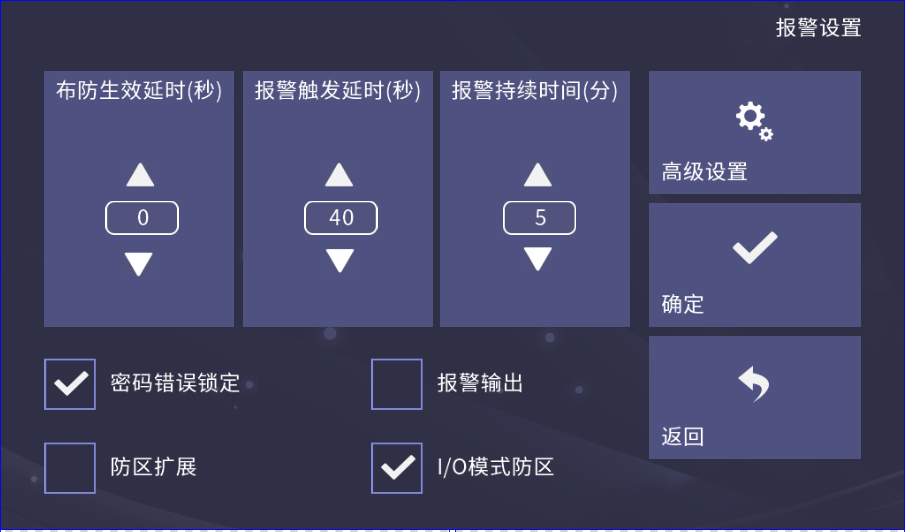 报警设置
布防生效延时(秒)
报警触发延时(秒)
报警持续时间(分)
0
40
5
高级设置
确定
返回
密码错误锁定
报警输出
防区扩展
I/O模式防区